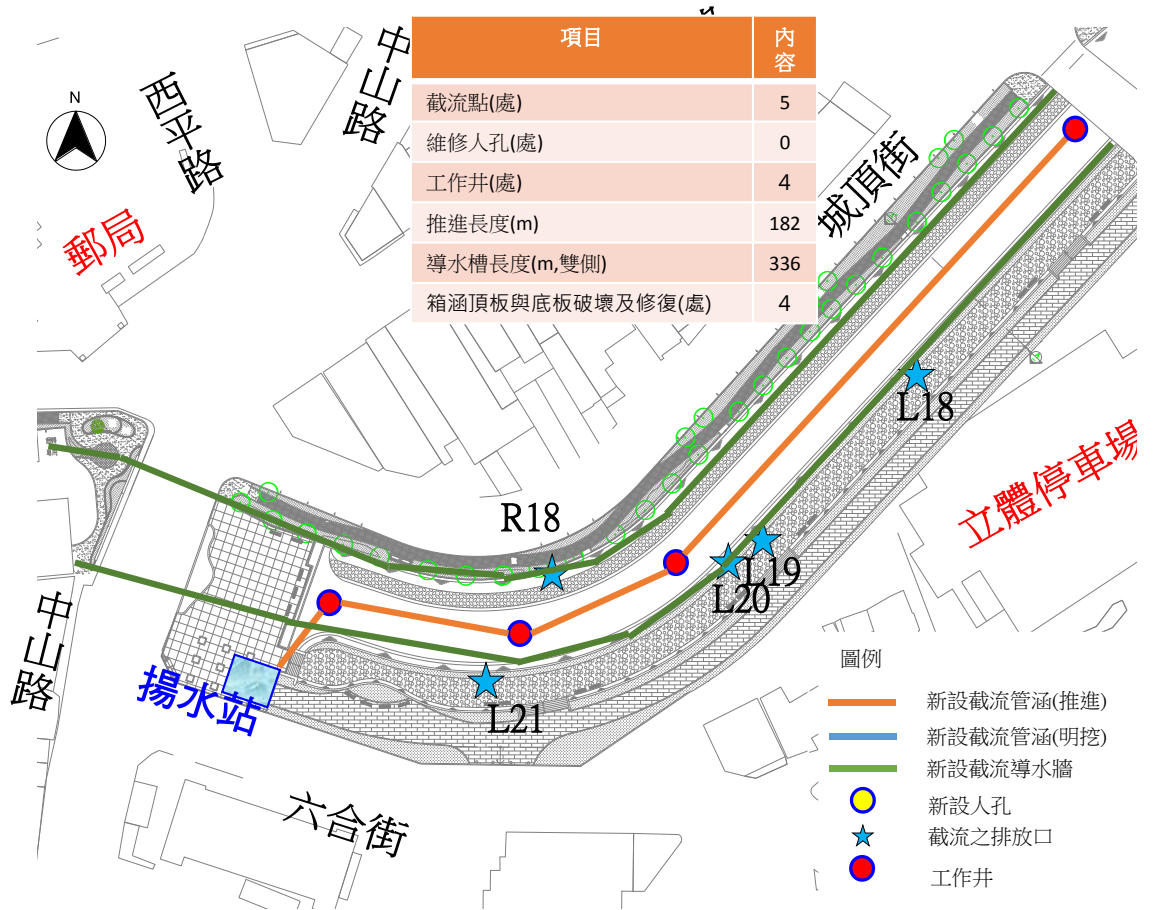 項目 內容
截流點(處) 5
維修人孔(處) 0
工作井(處) 4
推進長度(m) 182
導水槽長度(m,雙側) 336
箱涵頂板與底板破壞及修復(處) 4
N
西平路
中山路
郵局
城頂街
L18
立體停車場
R18
L19
L20
L21
中山路
揚水站
六合街
圖例
新設截流管涵(推進)
新設截流管涵(明挖)
新設截流導水牆
新設人孔
截流之排放口
工作井